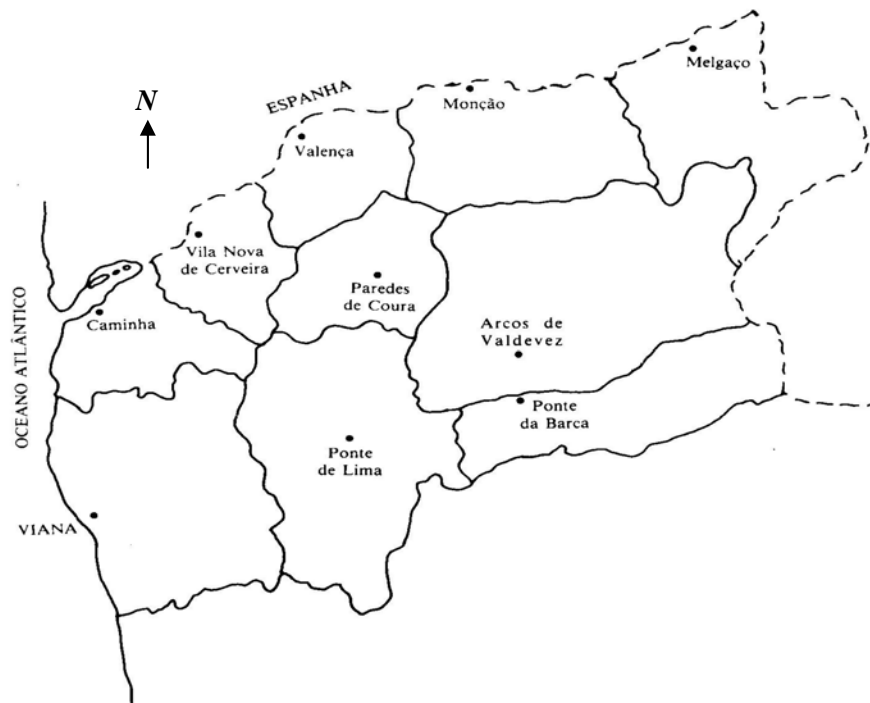 Melgaço
N
ESPANHA
Monção
Valença
Vila Nova
de Cerveira
Paredes
de Coura
OCEANO ATLÂNTICO
Caminha
Arcos de
Valdevez
Ponte
da Barca
Ponte
de Lima
VIANA